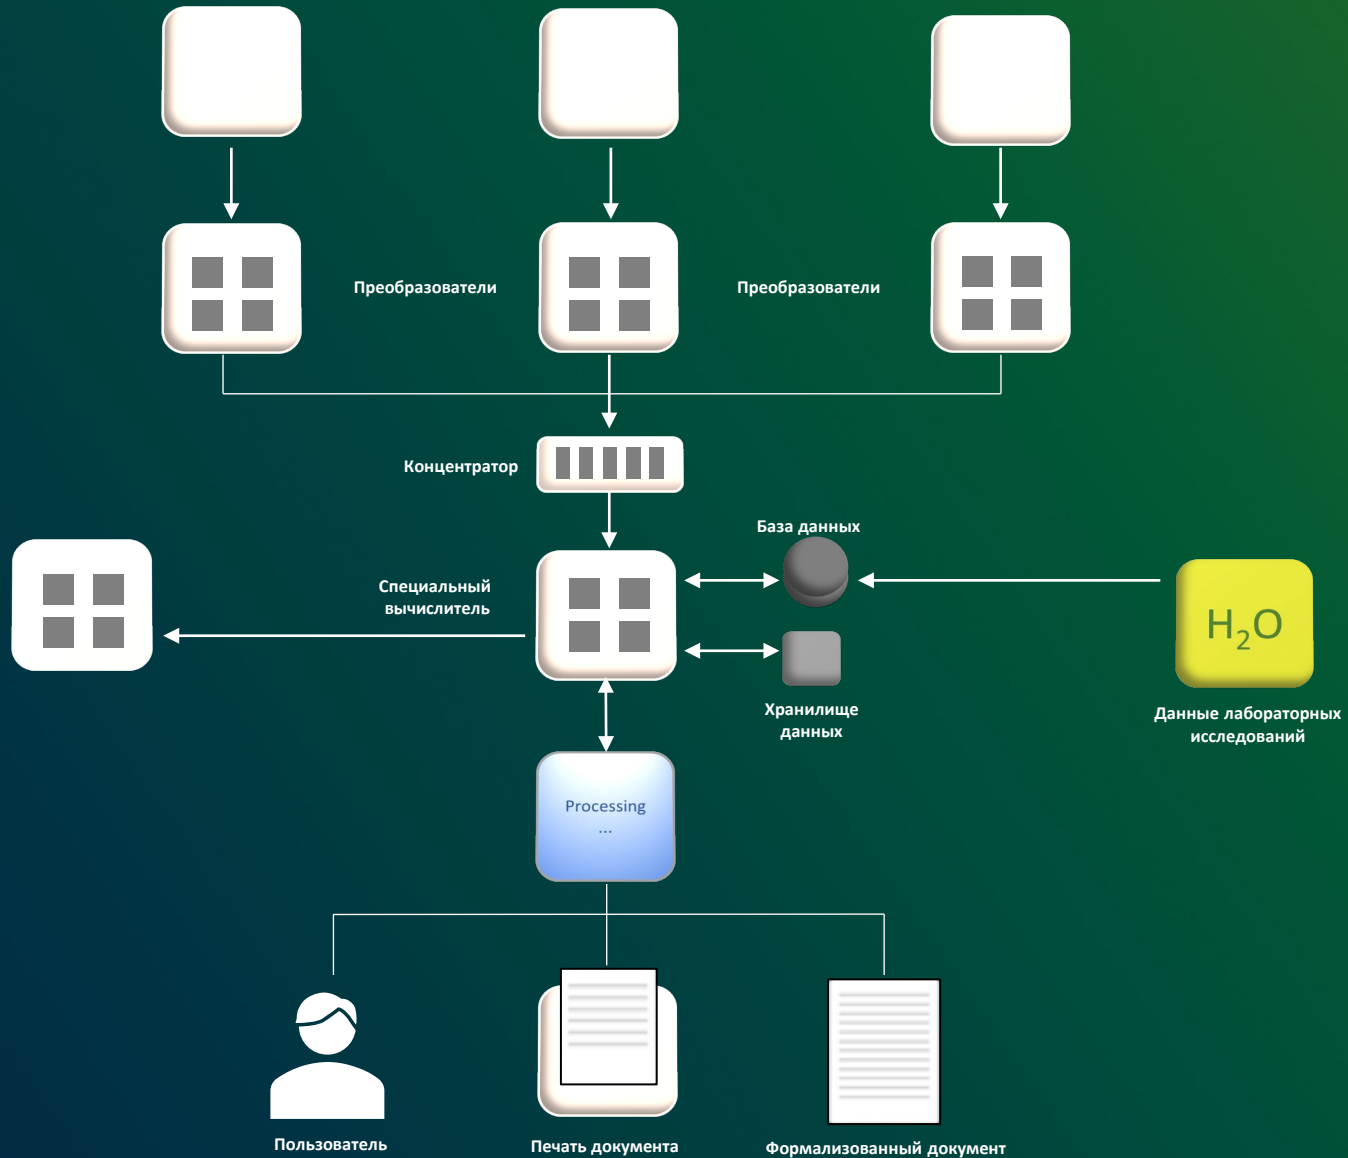 Преобразователи
Преобразователи
Концентратор
База данных
Специальный
вычислитель
H₂O
Хранилище
данных
Данные лабораторных
исследований
Processing
...
Пользователь
Печать документа
Формализованный документ